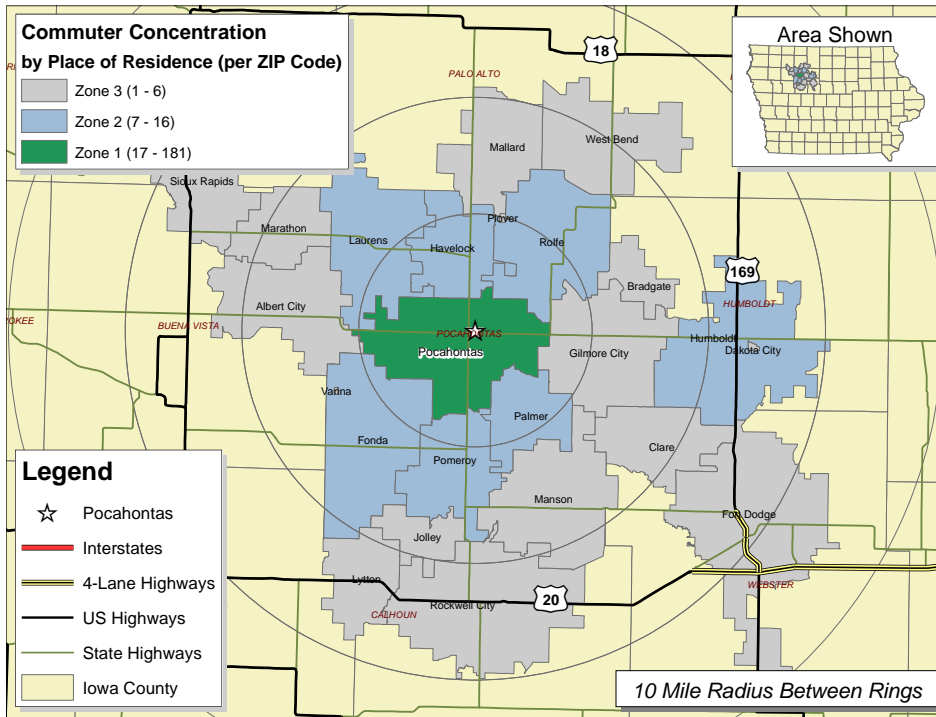 Commuter Concentration
by Place of Residence (per ZIP Code)
Zone 3 (1 - 6)
Zone 2 (7 - 16)
Zone 1 (17 - 181)
18
Area Shown
PALO ALTO
West Bend
Mallard
Sioux Rapids
Marathon
Laurens
Havelock
Plover
Rolfe
169
Bradgate
HUMBOLDT
Albert City
BUENA VISTA
POCAHONTAS
Pocahontas
Gilmore City
Humboldt
Dakota City
Varina
Palmer
Fonda
Clare
Pomeroy
Manson
Fort Dodge
Jolley
Lytton
Rockwell City
CALHOUN
20
WEBSTER
Legend
Pocahontas
Interstates
4-Lane Highways
US Highways
State Highways
Iowa County
10 Mile Radius Between Rings